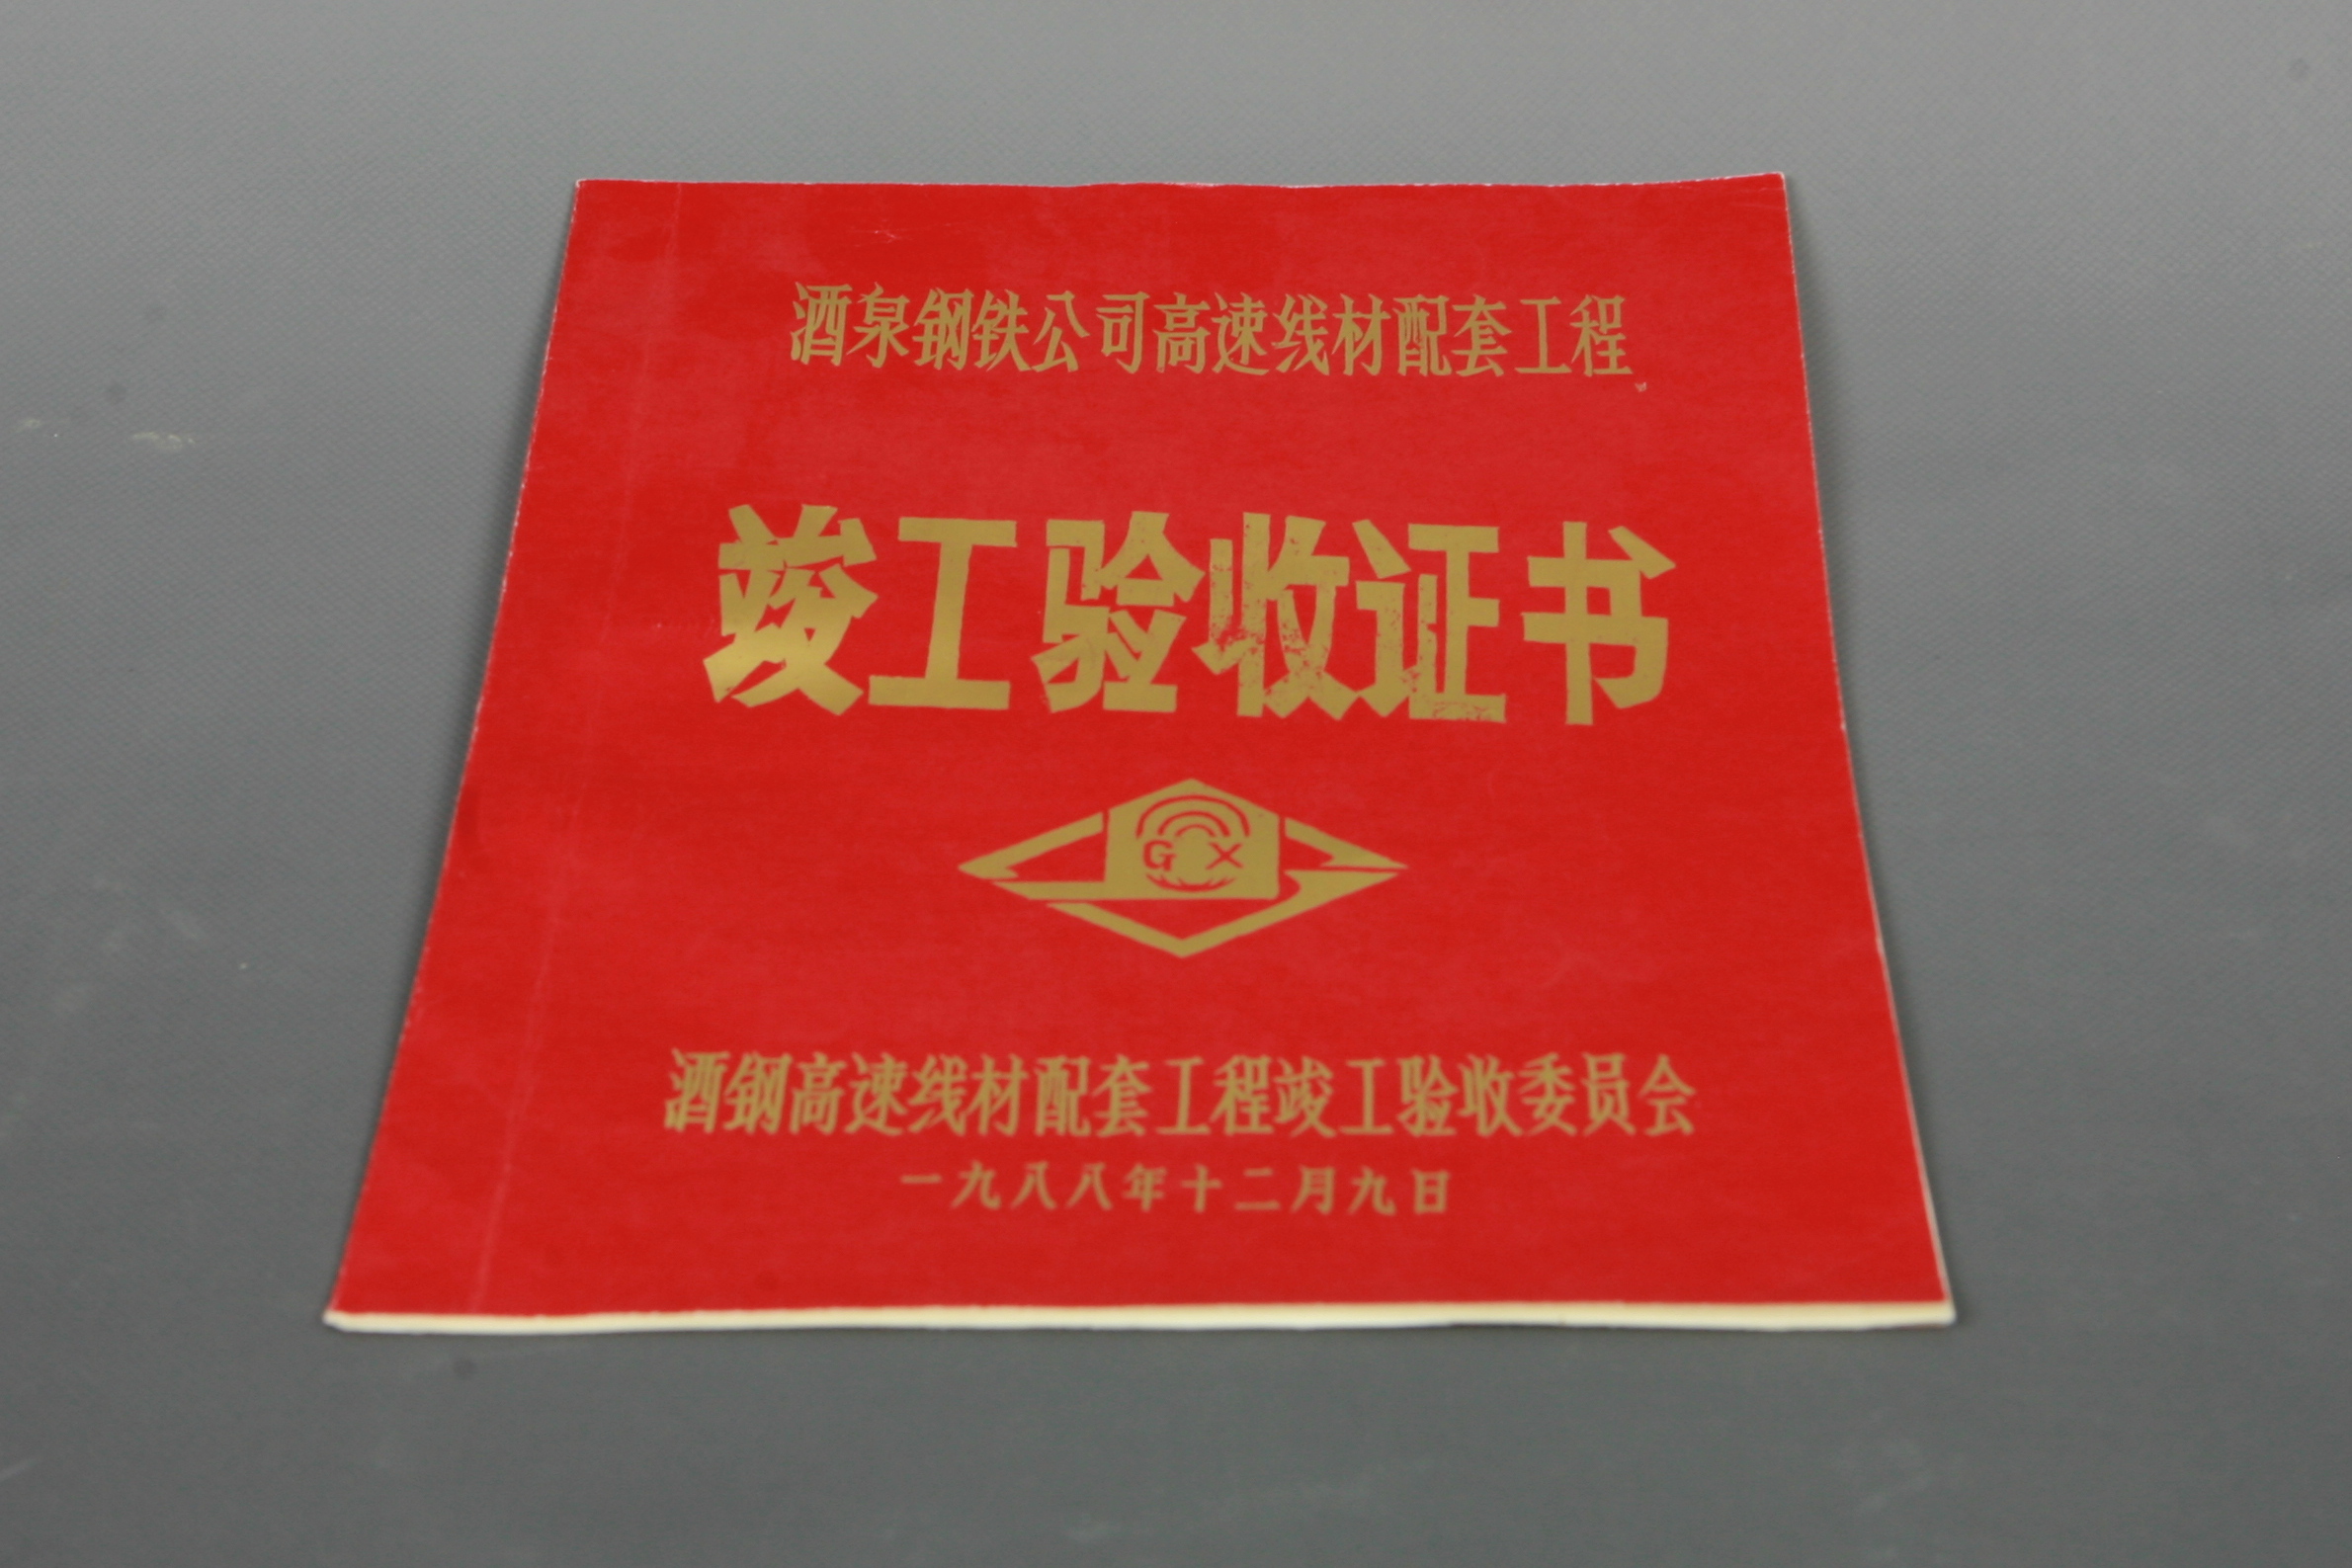 酒泉钢铁公司高速线材配套工程
竣工验收证书
G X
酒钢高速线材配套工程竣工验收委员会
一九八八年十二月九日